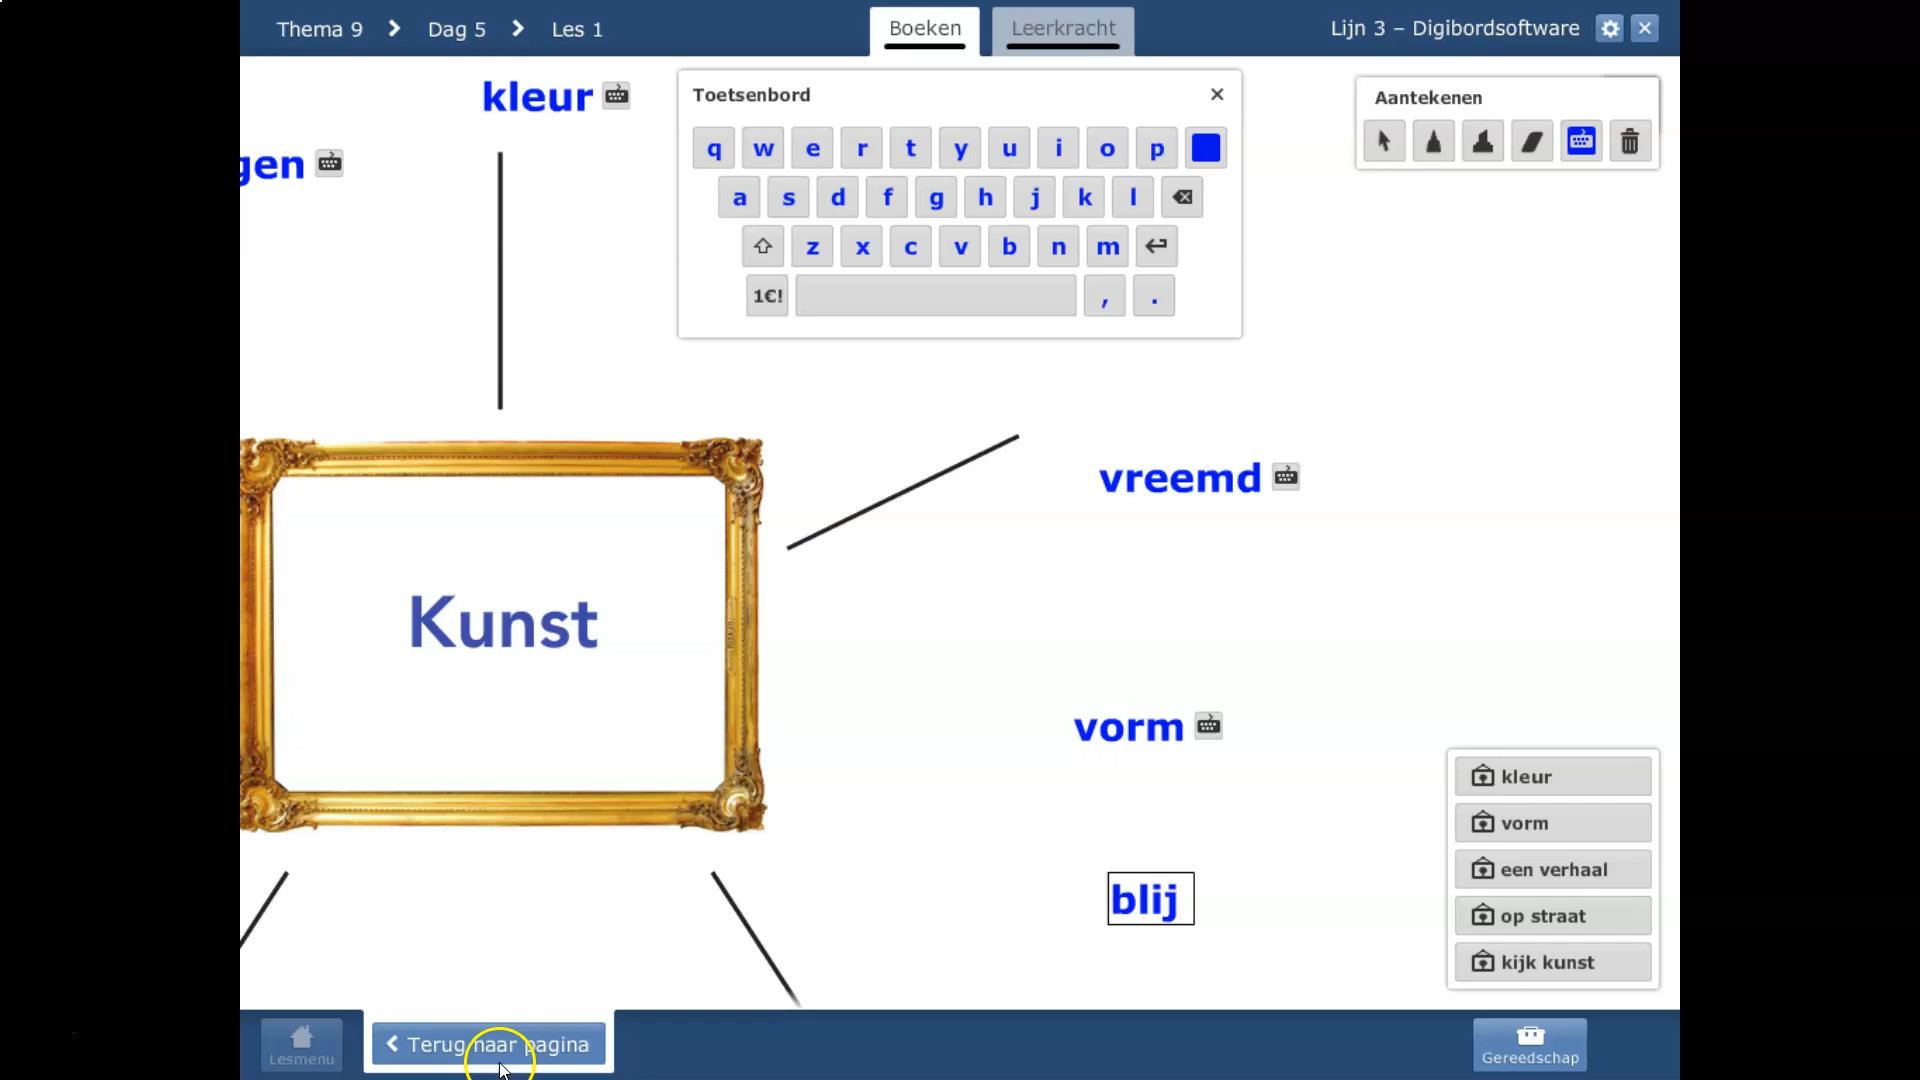 Thema 9 Dag 5 Les 1
Boeken
Leerkracht
Lijn 3 – Digibordsoftware
kleur
gen
Toetsenbord
q w e r t y u i o p
a s d f g h j k l
z x c v b n m
1€! , .
Aantekenen
Kunst
vreemd
vorm
blij
kleur
vorm
een verhaal
op straat
kijk kunst
Lesmenu
Terug naar pagina
Gereedschap